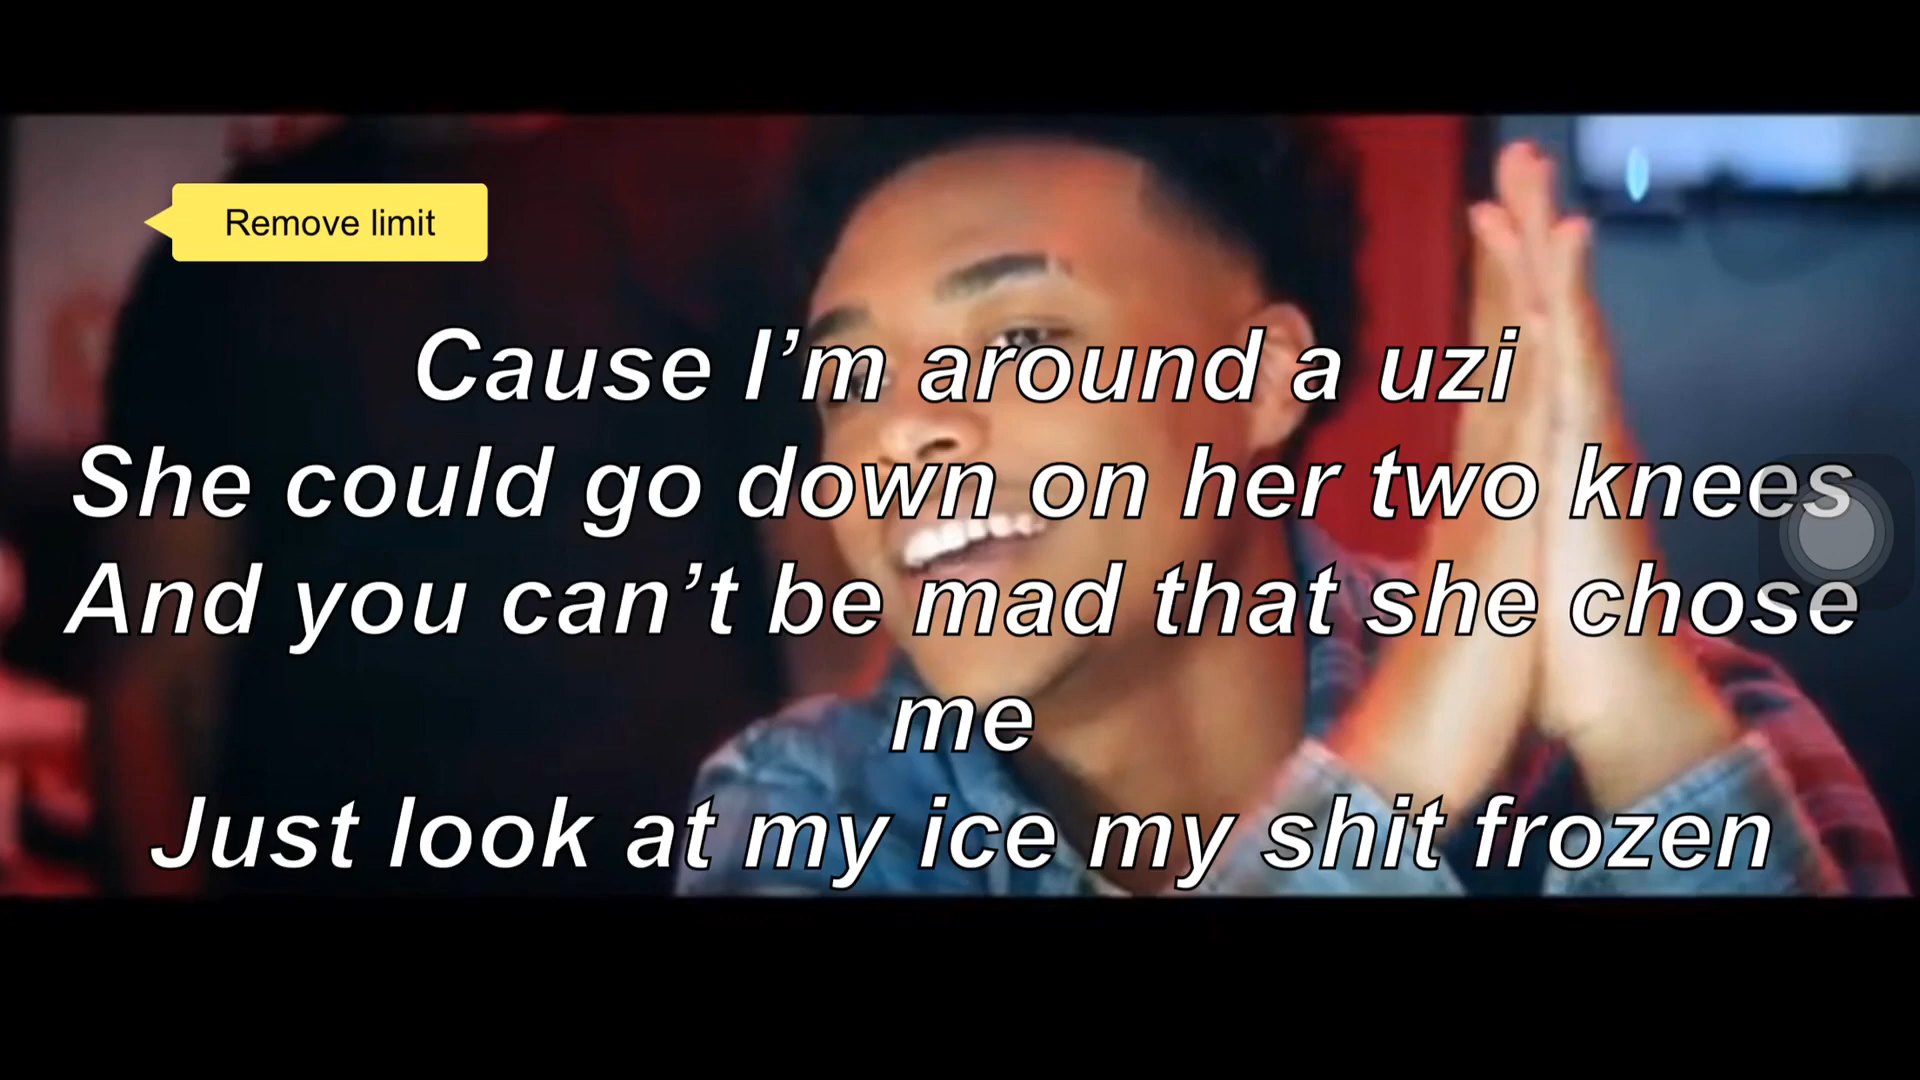 Remove limit
Cause I’m around a uzi
She could go down on her two knees
And you can’t be mad that she chose
me
Just look at my ice my shit frozen